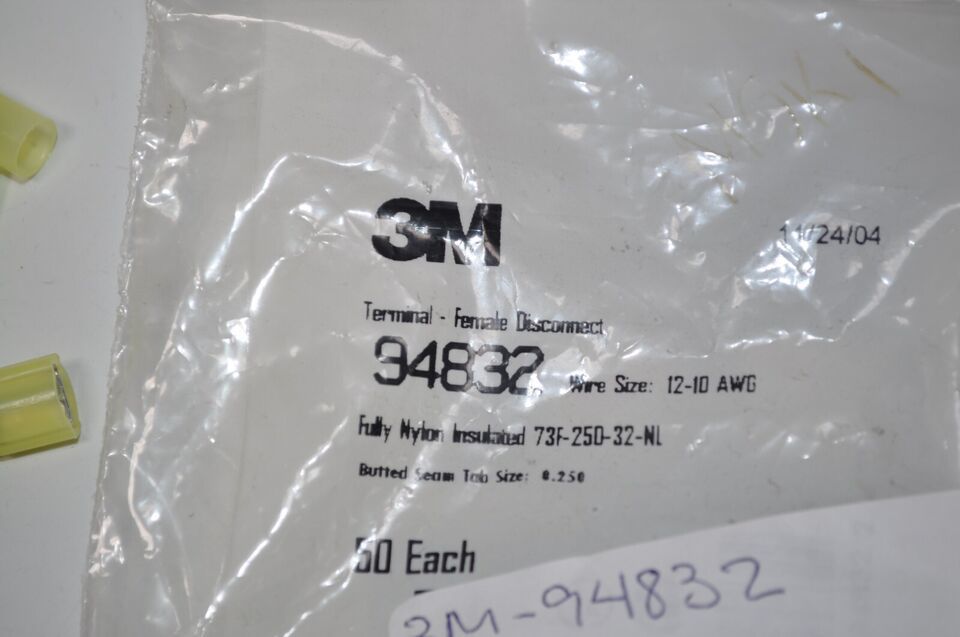 3M
11/24/04
Terminal - Female Disconnect
94832 Wire Size: 12-10 AWG
Fully Nylon Insulated 73F-250-32-NL
Butted Seam Tab Size: 0.250
50 Each
3M-94832